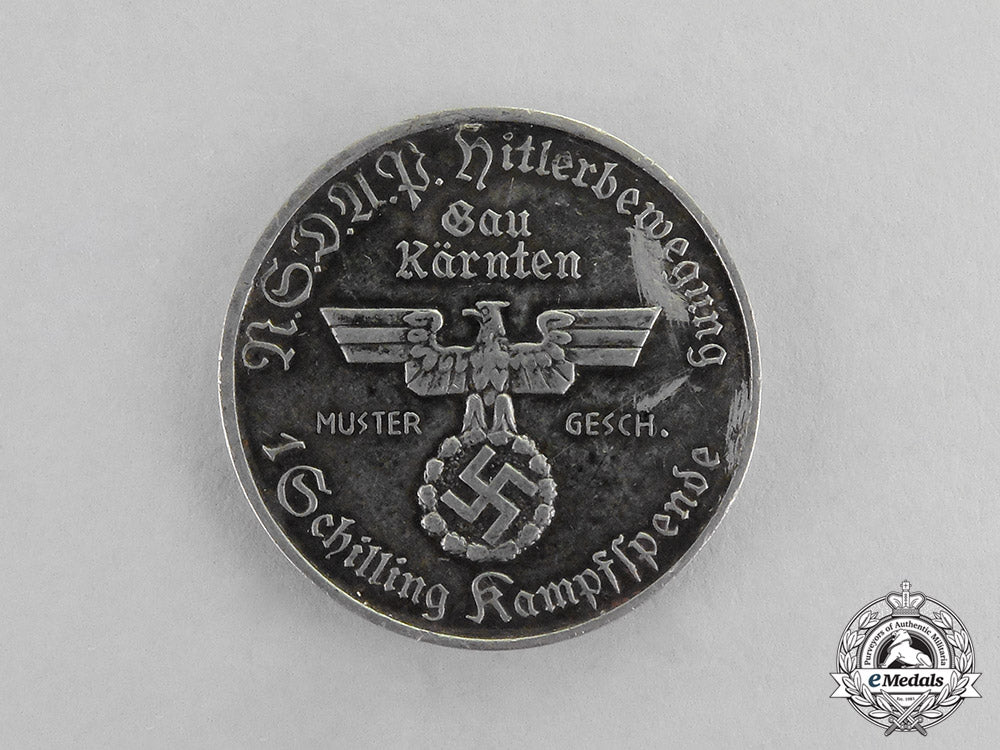 N.S.D.A.P. Hitlerbewegung
Gau
Kärnten
MUSTER GESCH.
1 Schilling Kampfspende
Purveyors of Authentic Militaria
eMedals